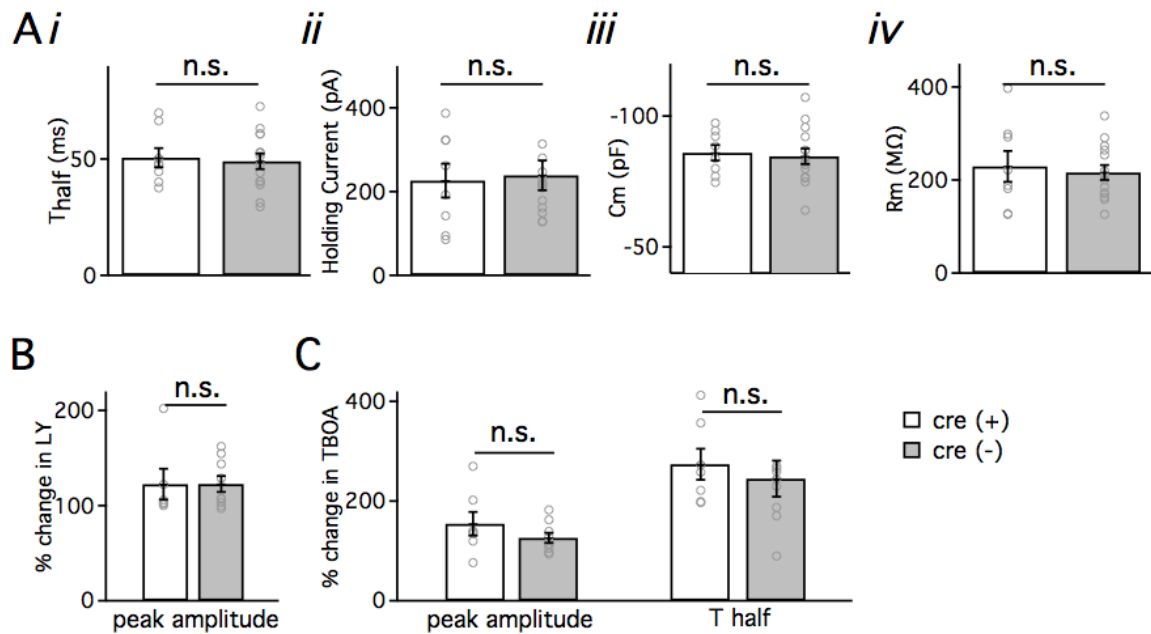 A i
n.s.
Thalf (ms)
50
0
ii
n.s.
Holding Current (pA)
400
200
0
iii
n.s.
Cm (pF)
-100
-50
iv
n.s.
Rm (MΩ)
400
200
0
B
n.s.
% change in LY
200
100
0
peak amplitude
C
n.s.
n.s.
% change in TBOA
400
200
0
peak amplitude
T half
cre (+)
cre (-)